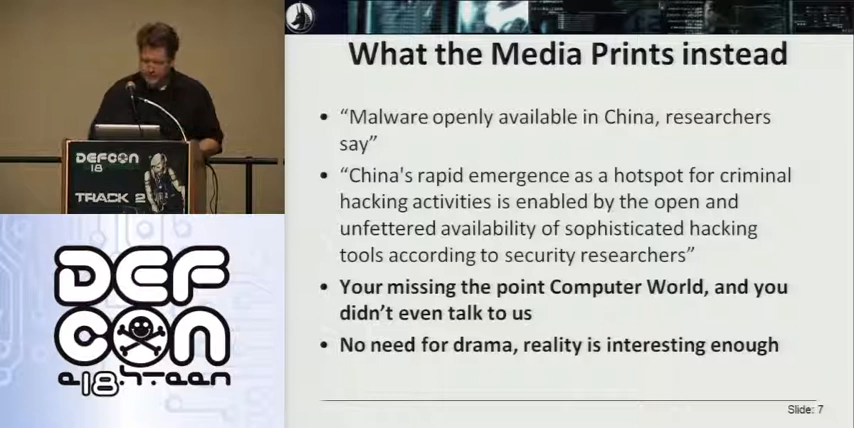 What the Media Prints instead
“Malware openly available in China, researchers
say”
“China's rapid emergence as a hotspot for criminal
hacking activities is enabled by the open and
unfettered availability of sophisticated hacking
tools according to security researchers”
Your missing the point Computer World, and you
didn’t even talk to us
No need for drama, reality is interesting enough
Slide: 7
DEFCON
18
TRACK 2
DEF
CON
e18hteen